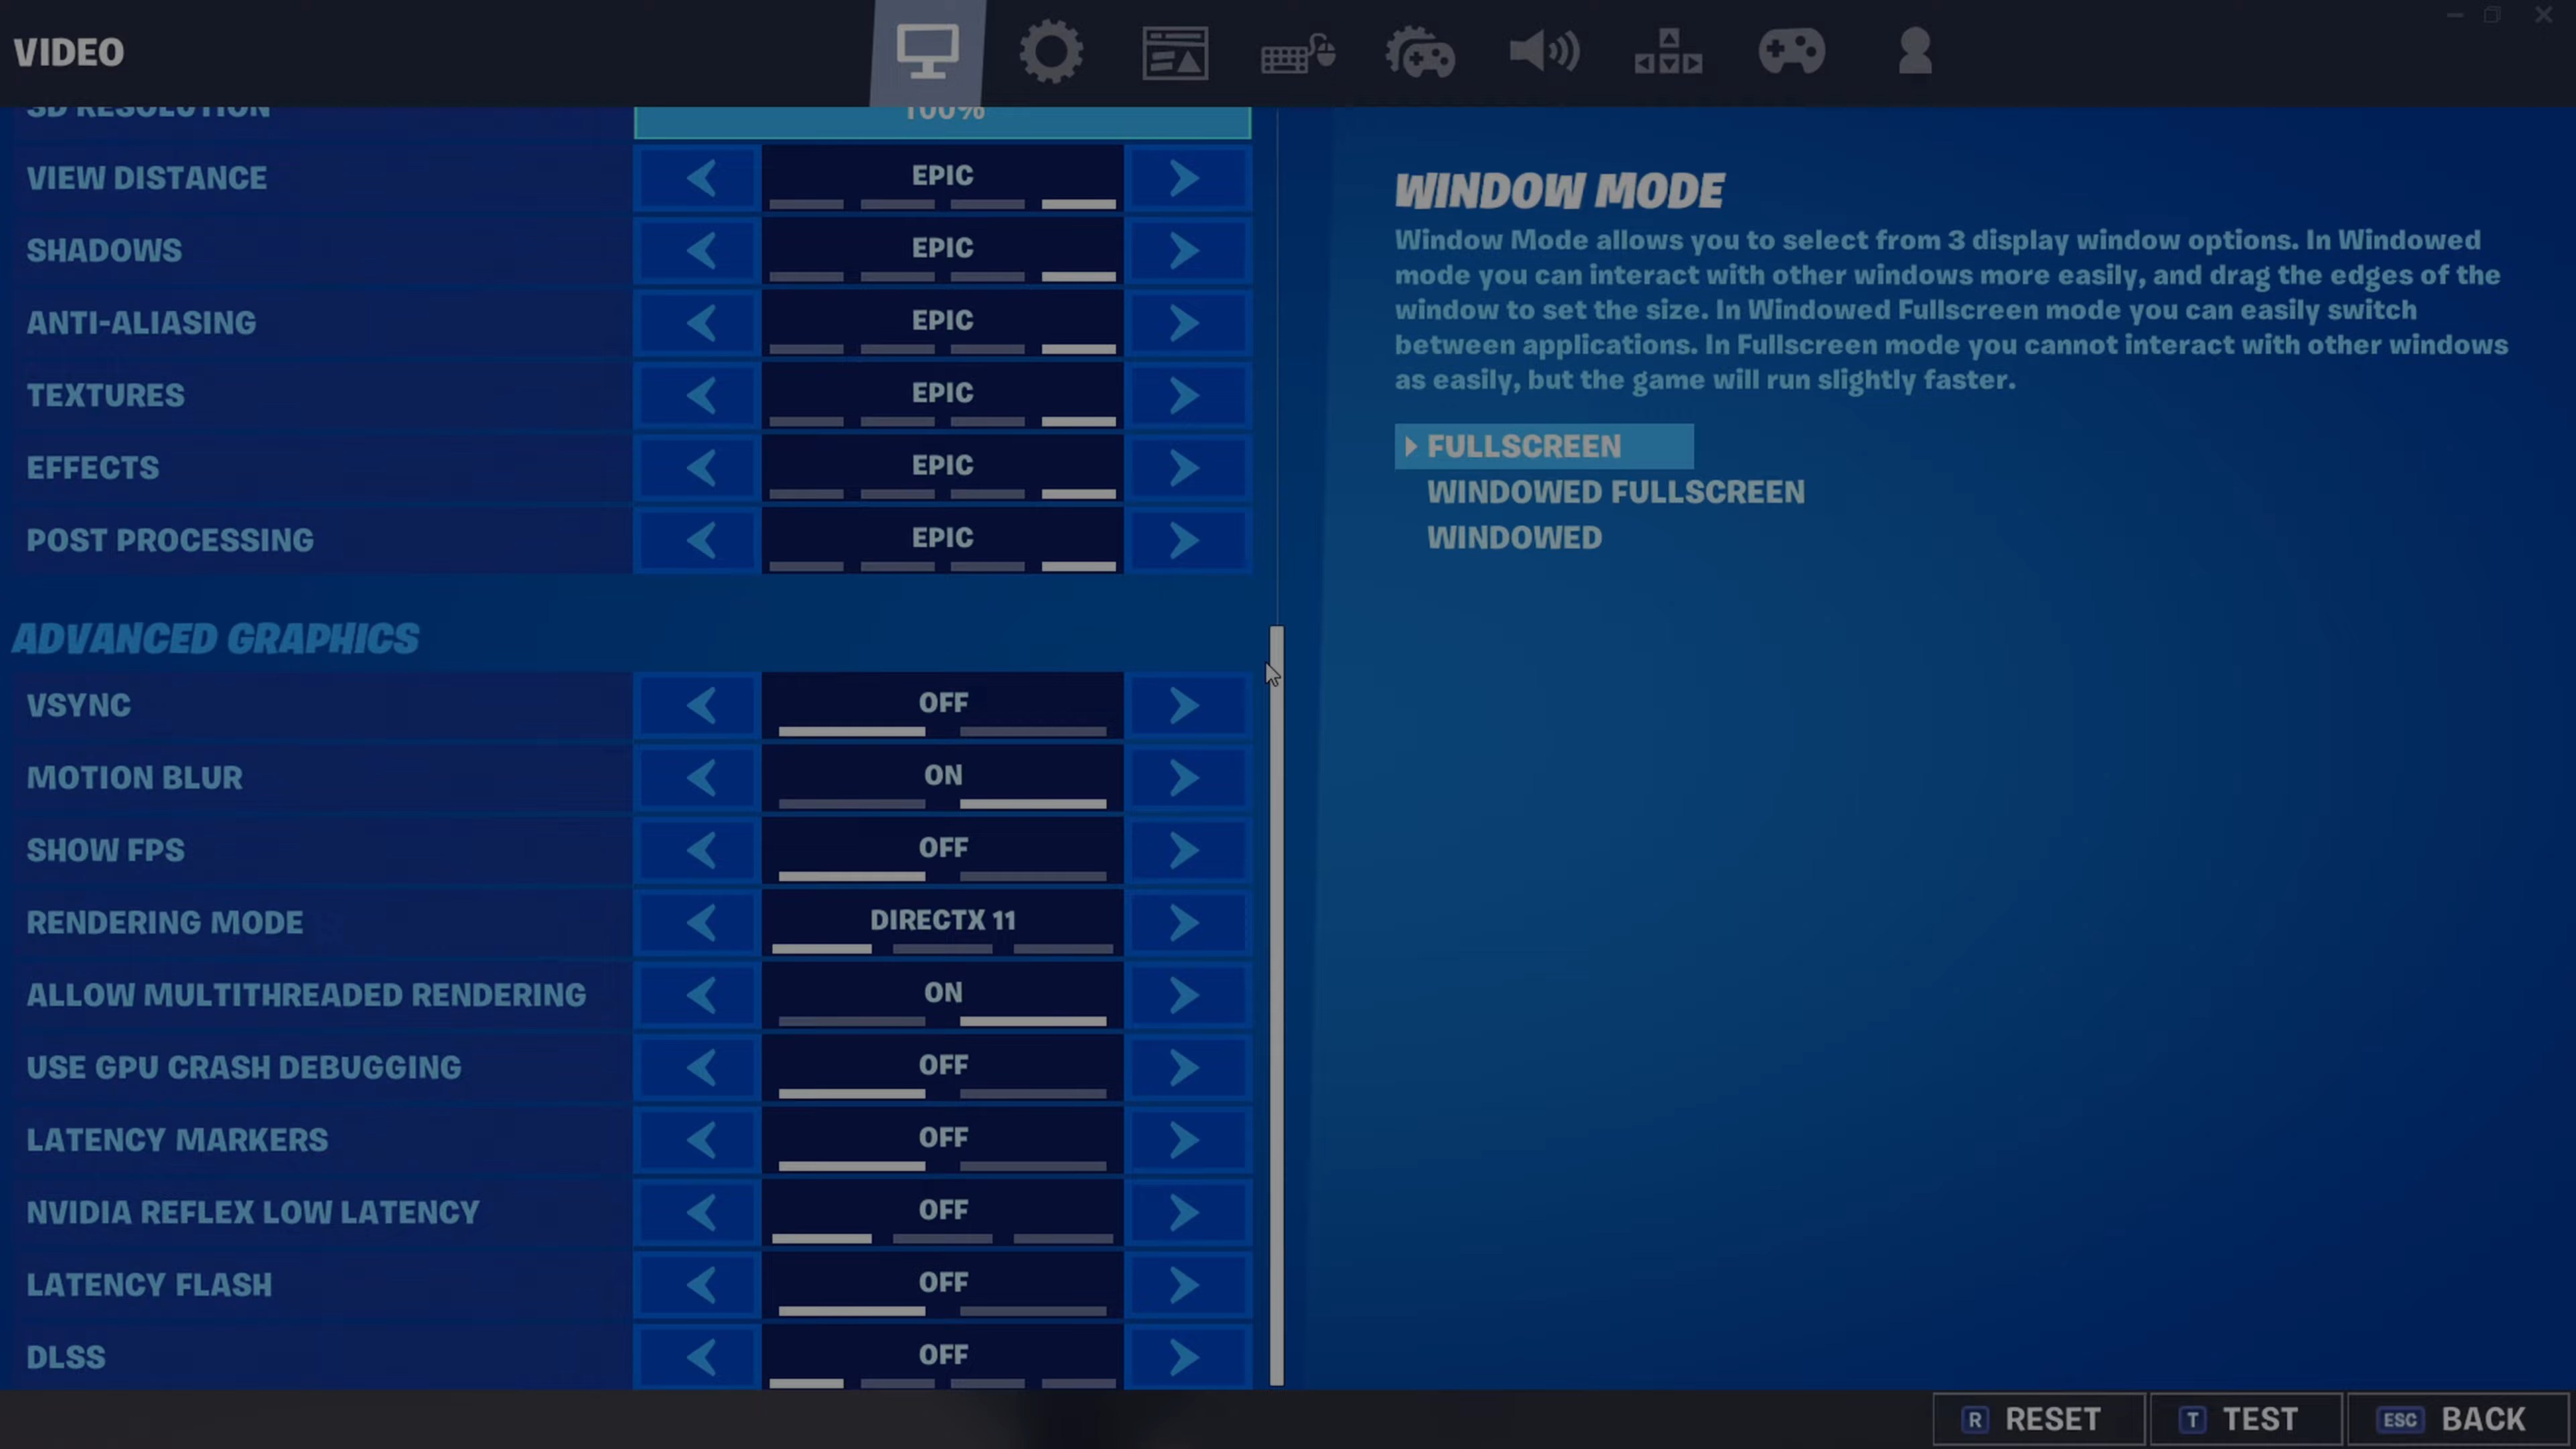 VIDEO
3D RESOLUTION 100%
VIEW DISTANCE EPIC
SHADOWS EPIC
ANTI-ALIASING EPIC
TEXTURES EPIC
EFFECTS EPIC
POST PROCESSING EPIC
ADVANCED GRAPHICS
VSYNC OFF
MOTION BLUR ON
SHOW FPS OFF
RENDERING MODE DIRECTX 11
ALLOW MULTITHREADED RENDERING ON
USE GPU CRASH DEBUGGING OFF
LATENCY MARKERS OFF
NVIDIA REFLEX LOW LATENCY OFF
LATENCY FLASH OFF
DLSS OFF
WINDOW MODE
Window Mode allows you to select from 3 display window options. In Windowed
mode you can interact with other windows more easily, and drag the edges of the
window to set the size. In Windowed Fullscreen mode you can easily switch
between applications. In Fullscreen mode you cannot interact with other windows
as easily, but the game will run slightly faster.
FULLSCREEN
WINDOWED FULLSCREEN
WINDOWED
R RESET T TEST ESC BACK